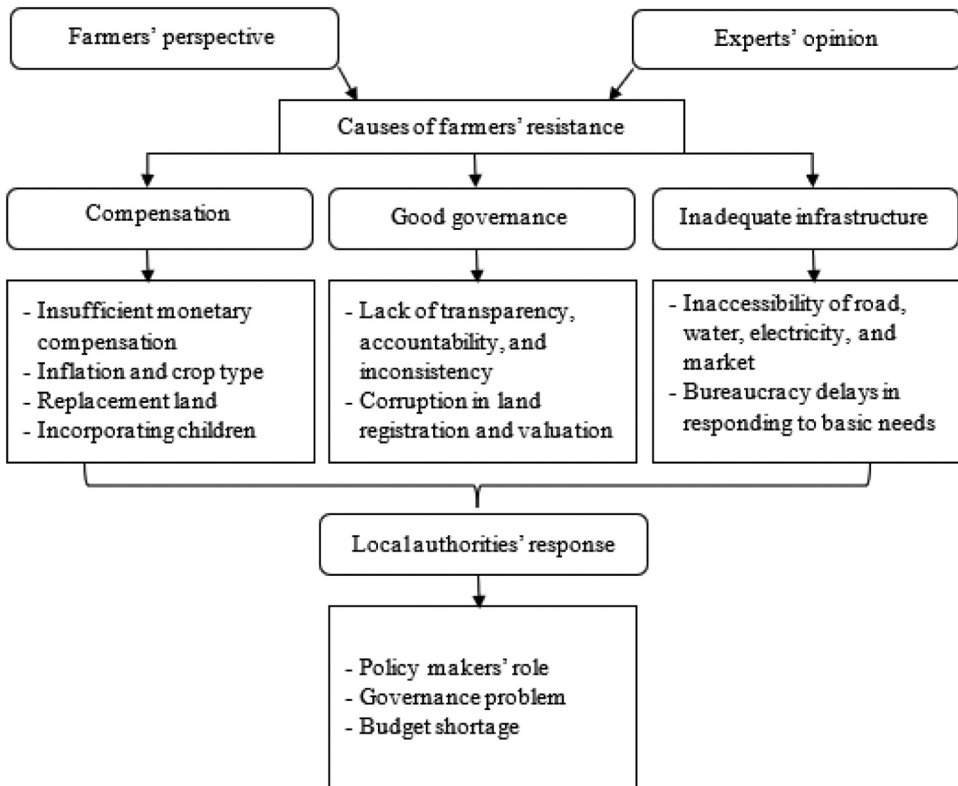 Farmers’ perspective
Experts’ opinion
Causes of farmers’ resistance
Compensation
Good governance
Inadequate infrastructure
- Insufficient monetary
compensation
- Inflation and crop type
- Replacement land
- Incorporating children
- Lack of transparency,
accountability, and
inconsistency
- Corruption in land
registration and valuation
- Inaccessibility of road,
water, electricity, and
market
- Bureaucracy delays in
responding to basic needs
Local authorities’ response
- Policy makers’ role
- Governance problem
- Budget shortage